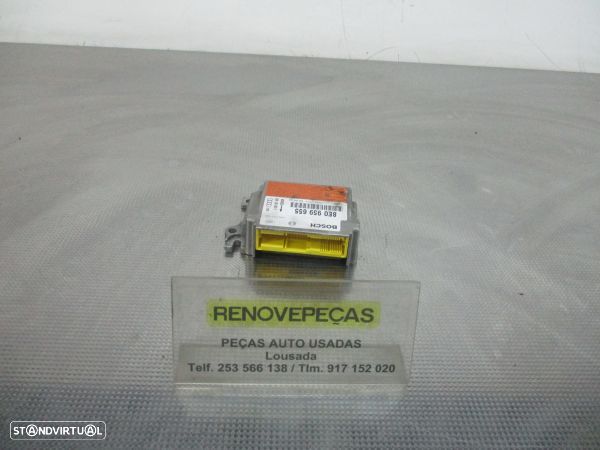 8E0 959 655
BOSCH
RENOVEPEÇAS
PEÇAS AUTO USADAS
Lousada
Telf. 253 566 138 / Tlm. 917 152 020
STANDVIRTUAL